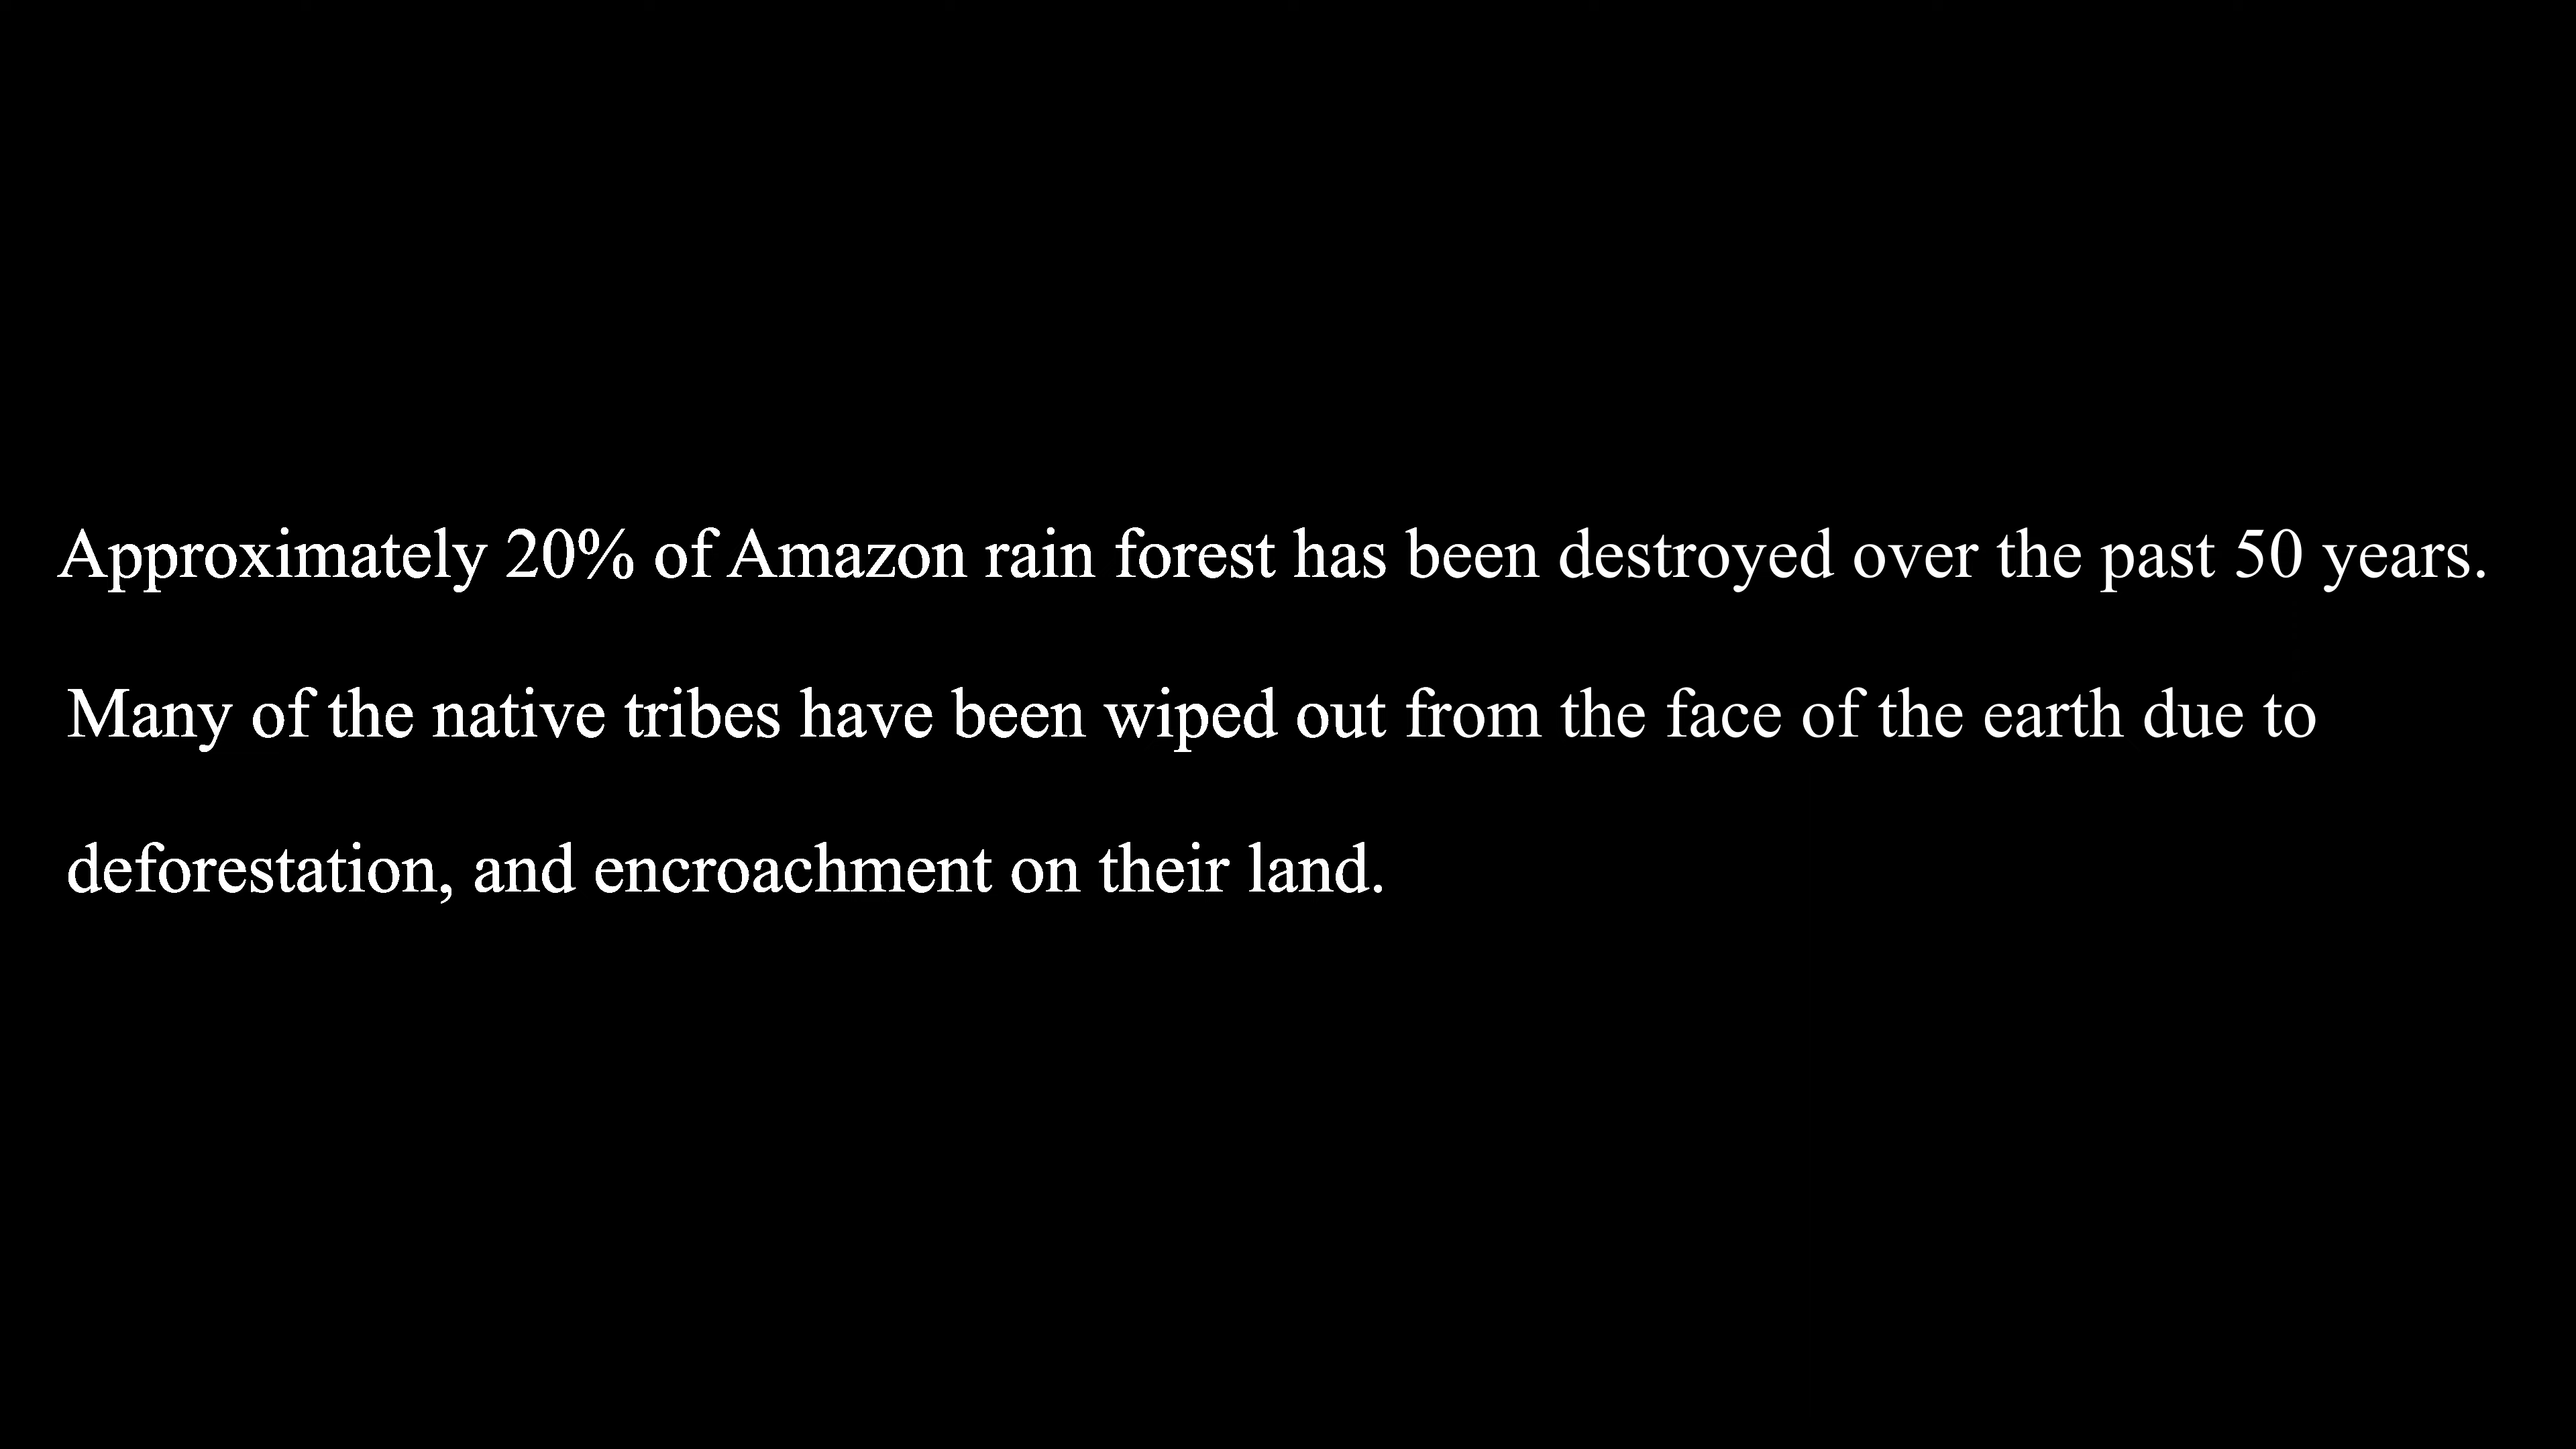 Approximately 20% of Amazon rain forest has been destroyed over the past 50 years.
Many of the native tribes have been wiped out from the face of the earth due to
deforestation, and encroachment on their land.